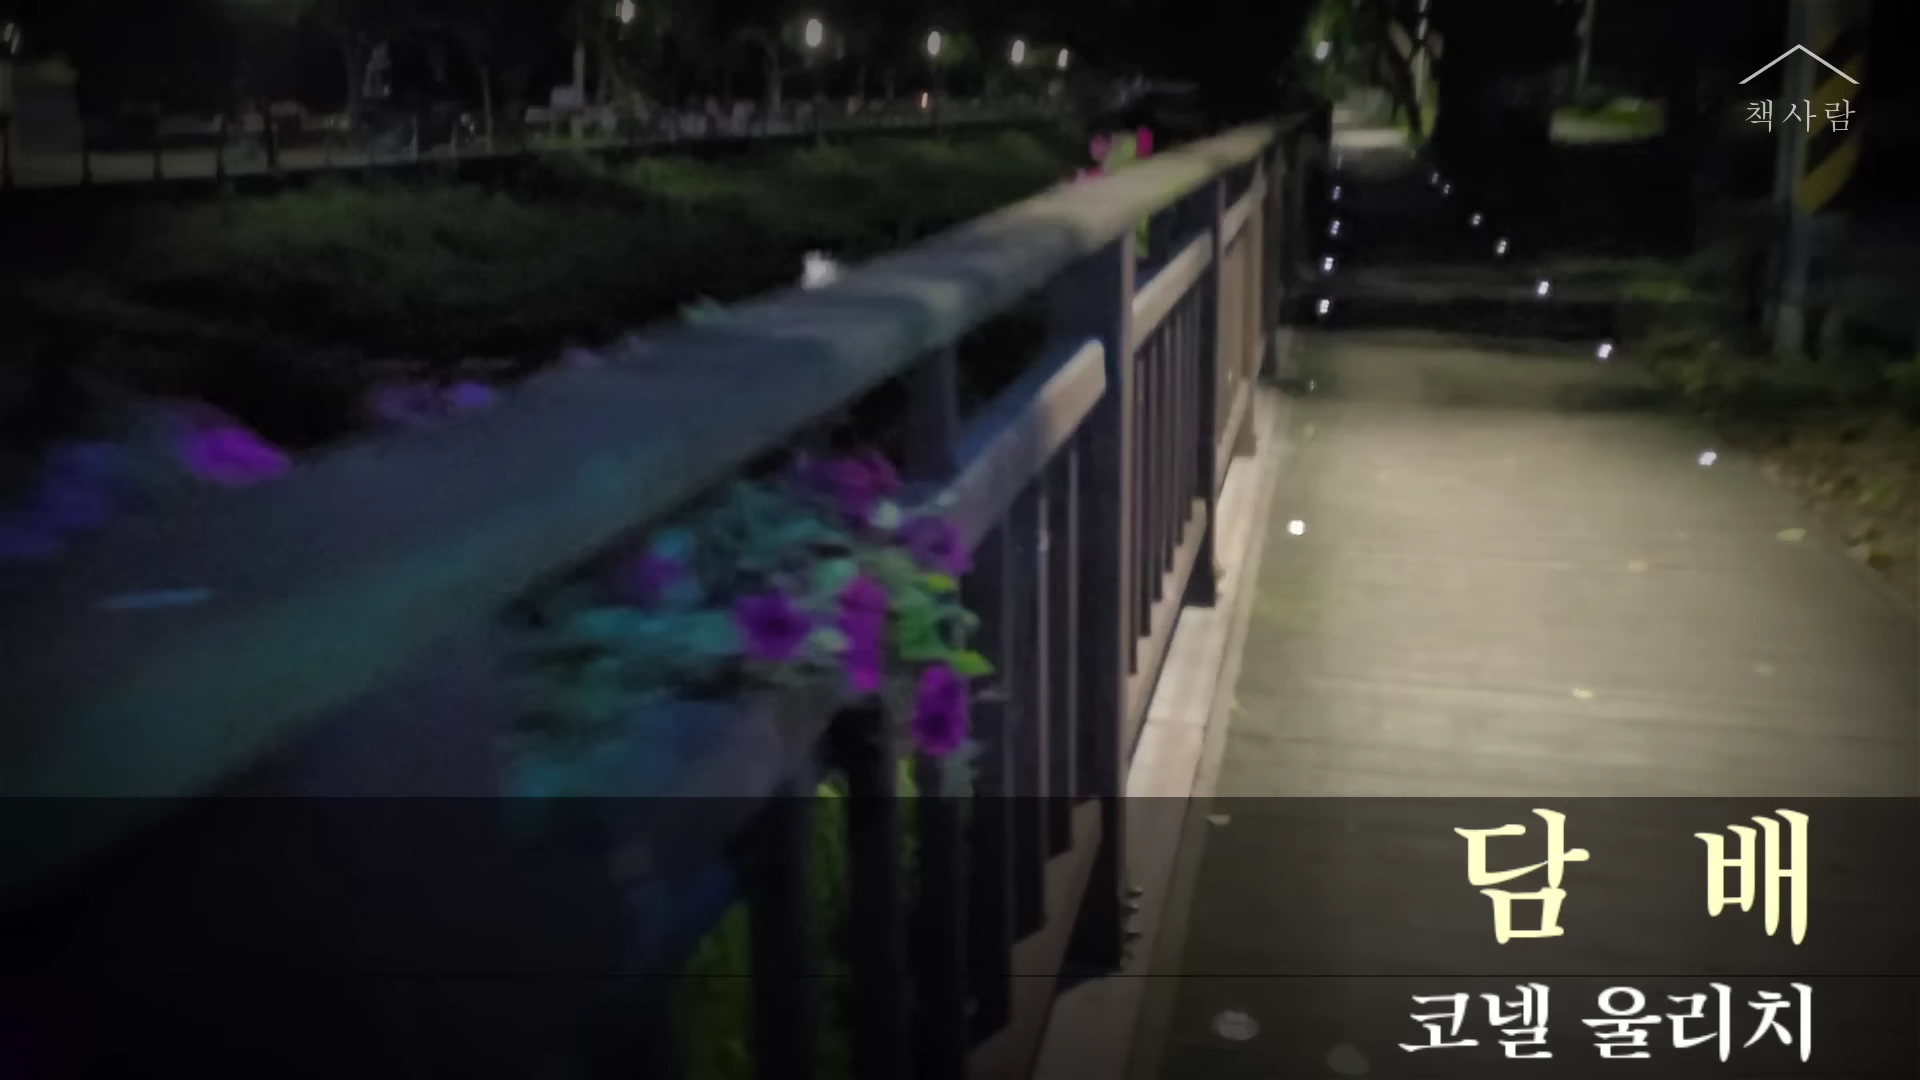 책사람
담 배
코넬 울리치